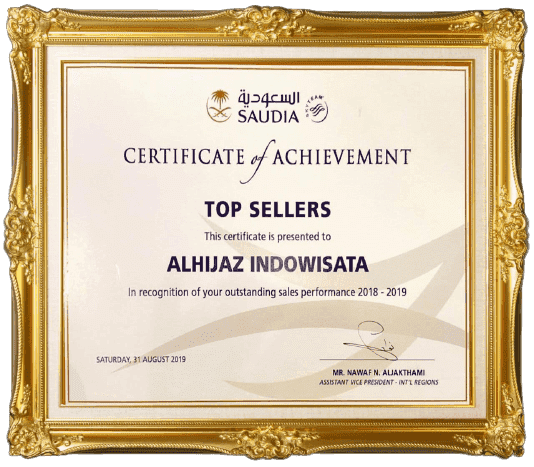 السعودية
SAUDIA
SKYTEAM
CERTIFICATE of ACHIEVEMENT
TOP SELLERS
This certificate is presented to
ALHIJAZ INDOWISATA
In recognition of your outstanding sales performance 2018 - 2019
SATURDAY, 31 AUGUST 2019
MR. NAWAF N. ALJAKTHAMI
ASSISTANT VICE PRESIDENT - INT'L REGIONS